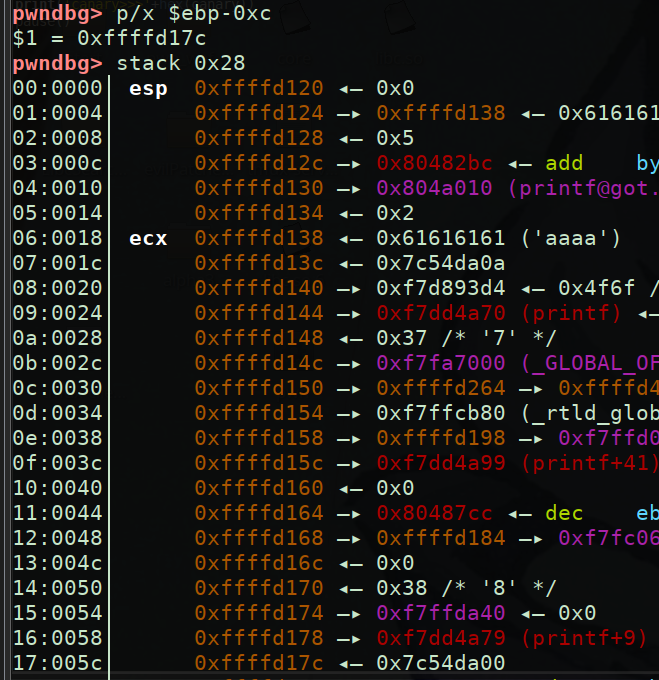 pwndbg> p/x $ebp-0xc
$1 = 0xffffd17c
pwndbg> stack 0x28
00:0000│ esp 0xffffd120 ◂— 0x0
01:0004│ 0xffffd124 —▸ 0xffffd138 ◂— 0x616161
02:0008│ 0xffffd128 ◂— 0x5
03:000c│ 0xffffd12c —▸ 0x80482bc ◂— add by
04:0010│ 0xffffd130 —▸ 0x804a010 (printf@got.
05:0014│ 0xffffd134 ◂— 0x2
06:0018│ ecx 0xffffd138 ◂— 0x61616161 ('aaaa')
07:001c│ 0xffffd13c ◂— 0x7c54da0a
08:0020│ 0xffffd140 —▸ 0xf7d893d4 ◂— 0x4f6f /
09:0024│ 0xffffd144 —▸ 0xf7dd4a70 (printf) ◂—
0a:0028│ 0xffffd148 ◂— 0x37 /* '7' */
0b:002c│ 0xffffd14c —▸ 0xf7fa7000 (_GLOBAL_OF
0c:0030│ 0xffffd150 —▸ 0xffffd264 —▸ 0xffffd4
0d:0034│ 0xffffd154 —▸ 0xf7ffcb80 (_rtld_glob
0e:0038│ 0xffffd158 —▸ 0xffffd198 —▸ 0xf7ffd0
0f:003c│ 0xffffd15c —▸ 0xf7dd4a99 (printf+41)
10:0040│ 0xffffd160 ◂— 0x0
11:0044│ 0xffffd164 —▸ 0x80487cc ◂— dec eb
12:0048│ 0xffffd168 —▸ 0xffffd184 —▸ 0xf7fc06
13:004c│ 0xffffd16c ◂— 0x0
14:0050│ 0xffffd170 ◂— 0x38 /* '8' */
15:0054│ 0xffffd174 —▸ 0xf7ffda40 ◂— 0x0
16:0058│ 0xffffd178 —▸ 0xf7dd4a79 (printf+9)
17:005c│ 0xffffd17c ◂— 0x7c54da00